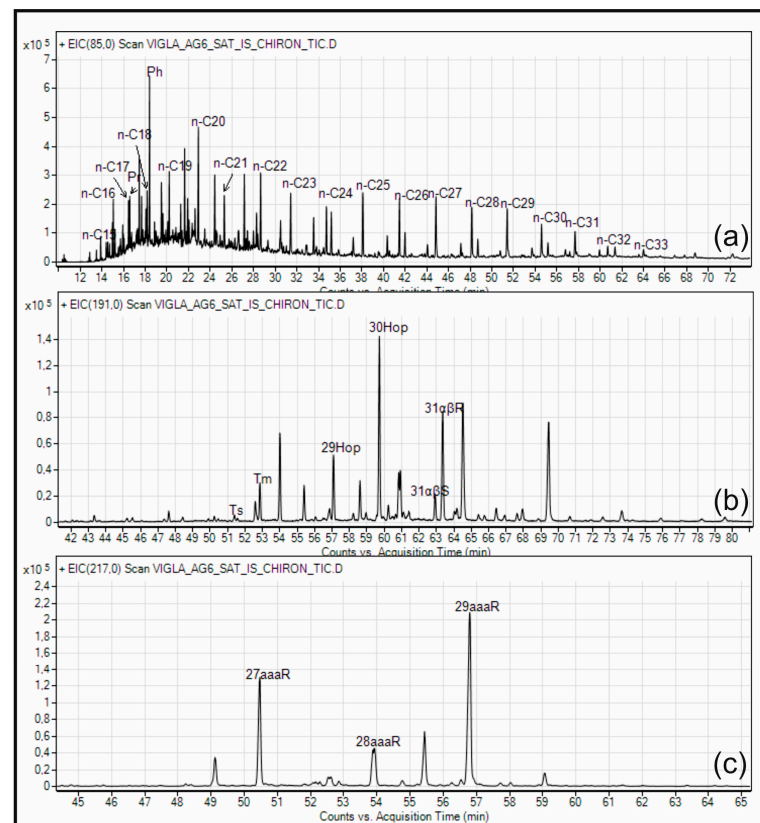 + EIC(85,0) Scan VIGLA_AG6_SAT_IS_CHIRON_TIC.D
x10 5
7
6
5
4
3
2
1
0
Ph
n-C20
n-C18
n-C17
Pr
n-C19
n-C21
n-C22
n-C16
n-C23
n-C24
n-C25
n-C26
n-C27
n-C28
n-C29
n-C30
n-C31
n-C15
n-C32
n-C33
(a)
12 14 16 18 20 22 24 26 28 30 32 34 36 38 40 42 44 46 48 50 52 54 56 58 60 62 64 66 68 70 72
Counts vs. Acquisition Time (min)
+ EIC(191,0) Scan VIGLA_AG6_SAT_IS_CHIRON_TIC.D
x10 5
1,4
1,2
1
0,8
0,6
0,4
0,2
0
30Hop
31αβR
29Hop
Tm
31αβS
Ts
(b)
42 43 44 45 46 47 48 49 50 51 52 53 54 55 56 57 58 59 60 61 62 63 64 65 66 67 68 69 70 71 72 73 74 75 76 77 78 79 80
Counts vs. Acquisition Time (min)
+ EIC(217,0) Scan VIGLA_AG6_SAT_IS_CHIRON_TIC.D
x10 5
2,4
2,2
2
1,8
1,6
1,4
1,2
1
0,8
0,6
0,4
0,2
0
29aaaR
27aaaR
28aaaR
(c)
45 46 47 48 49 50 51 52 53 54 55 56 57 58 59 60 61 62 63 64 65
Counts vs. Acquisition Time (min)